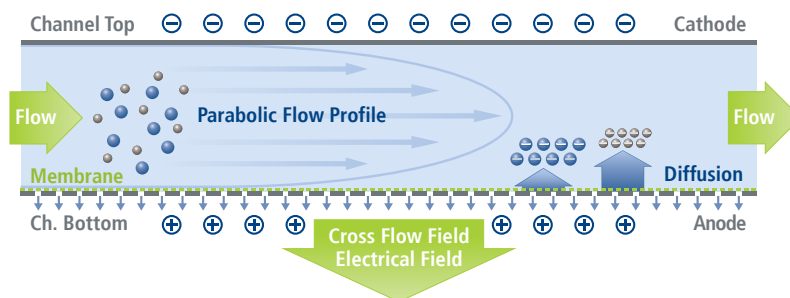 Channel Top
Cathode
Flow
Parabolic Flow Profile
Flow
Membrane
Diffusion
Ch. Bottom
Anode
Cross Flow Field
Electrical Field